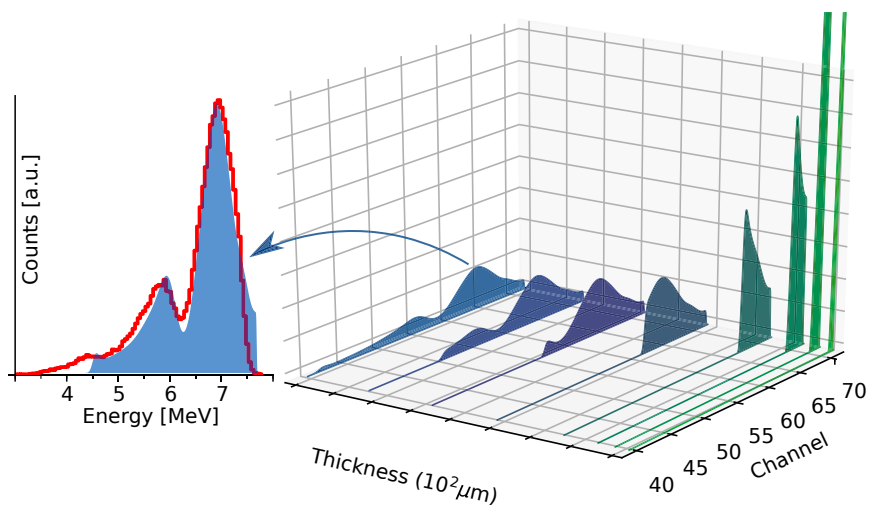 Counts [a.u.]
4 5 6 7
Energy [MeV]
Thickness (10²μm)
40 45 50 55 60 65 70
Channel